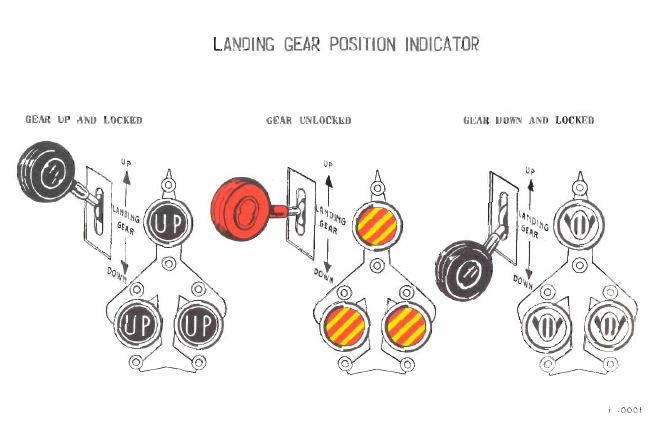 LANDING GEAR POSITION INDICATOR
GEAR UP AND LOCKED
GEAR UNLOCKED
GEAR DOWN AND LOCKED
UP
LANDING
GEAR
DOWN
UP
UP
UP
UP
LANDING
GEAR
DOWN
UP
LANDING
GEAR
DOWN